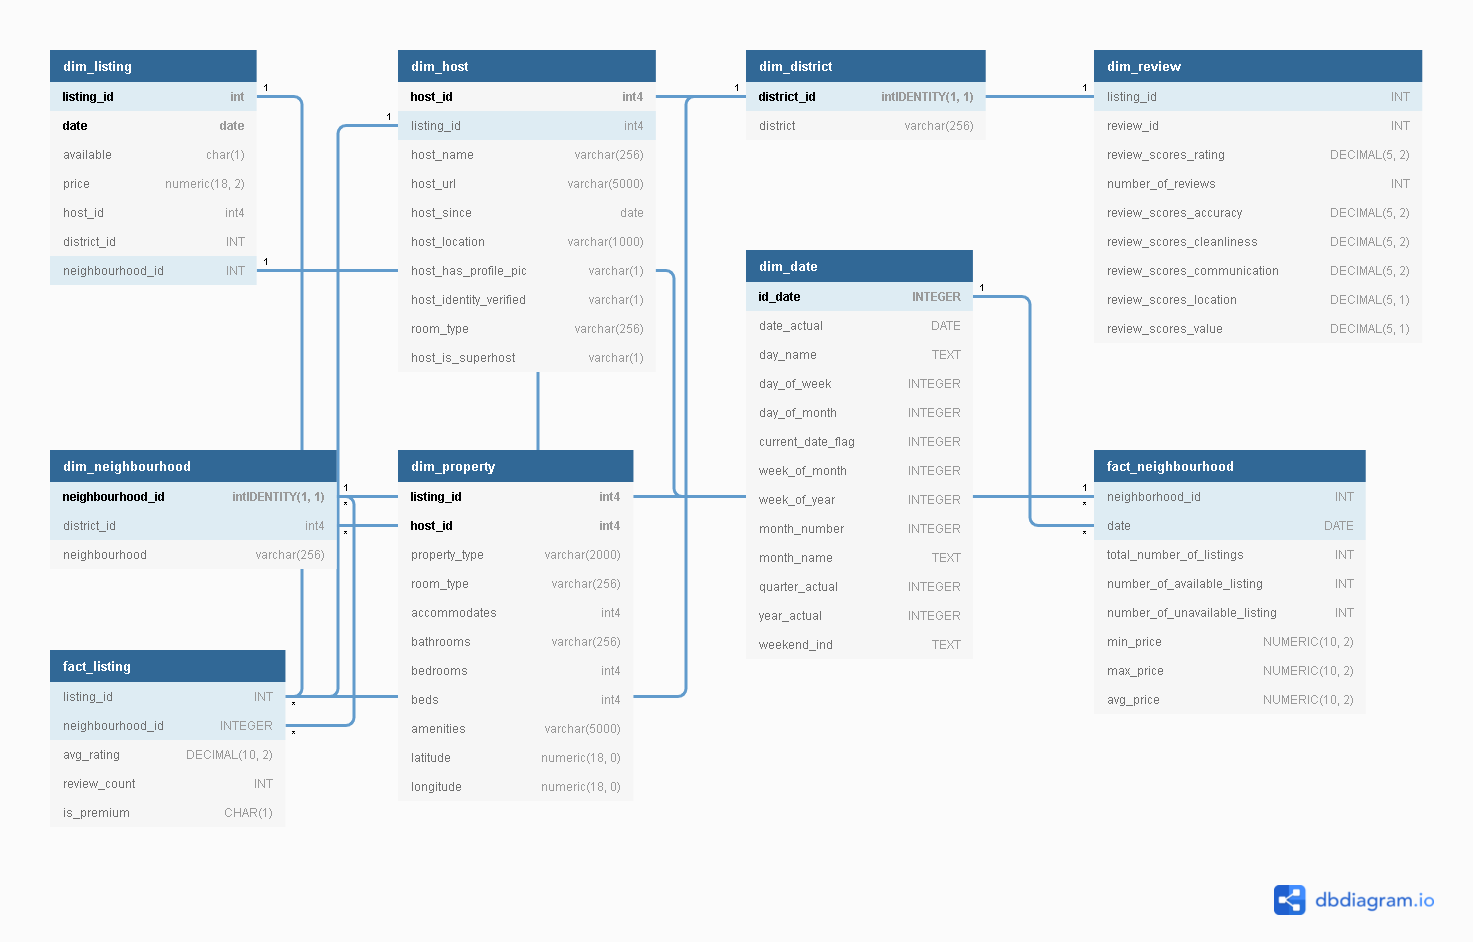 dim_listing
listing_id int
date date
available char(1)
price numeric(18, 2)
host_id int4
district_id INT
neighbourhood_id INT
1
1
dim_host
host_id int4
listing_id int4
host_name varchar(256)
host_url varchar(5000)
host_since date
host_location varchar(1000)
host_has_profile_pic varchar(1)
host_identity_verified varchar(1)
room_type varchar(256)
host_is_superhost varchar(1)
1
dim_district
district_id intIDENTITY(1, 1)
district varchar(256)
1
dim_review
listing_id INT
review_id INT
review_scores_rating DECIMAL(5, 2)
number_of_reviews INT
review_scores_accuracy DECIMAL(5, 2)
review_scores_cleanliness DECIMAL(5, 2)
review_scores_communication DECIMAL(5, 2)
review_scores_location DECIMAL(5, 1)
review_scores_value DECIMAL(5, 1)
1
dim_date
id_date INTEGER
date_actual DATE
day_name TEXT
day_of_week INTEGER
day_of_month INTEGER
current_date_flag INTEGER
week_of_month INTEGER
week_of_year INTEGER
month_number INTEGER
month_name TEXT
quarter_actual INTEGER
year_actual INTEGER
weekend_ind TEXT
1
dim_neighbourhood
neighbourhood_id intIDENTITY(1, 1)
district_id int4
neighbourhood varchar(256)
1
*
*
dim_property
listing_id int4
host_id int4
property_type varchar(2000)
room_type varchar(256)
accommodates int4
bathrooms varchar(256)
bedrooms int4
beds int4
amenities varchar(5000)
latitude numeric(18, 0)
longitude numeric(18, 0)
fact_neighbourhood
neighborhood_id INT
date DATE
total_number_of_listings INT
number_of_available_listing INT
number_of_unavailable_listing INT
min_price NUMERIC(10, 2)
max_price NUMERIC(10, 2)
avg_price NUMERIC(10, 2)
1
*
*
fact_listing
listing_id INT
neighbourhood_id INTEGER
avg_rating DECIMAL(10, 2)
review_count INT
is_premium CHAR(1)
*
*
dbdiagram.io